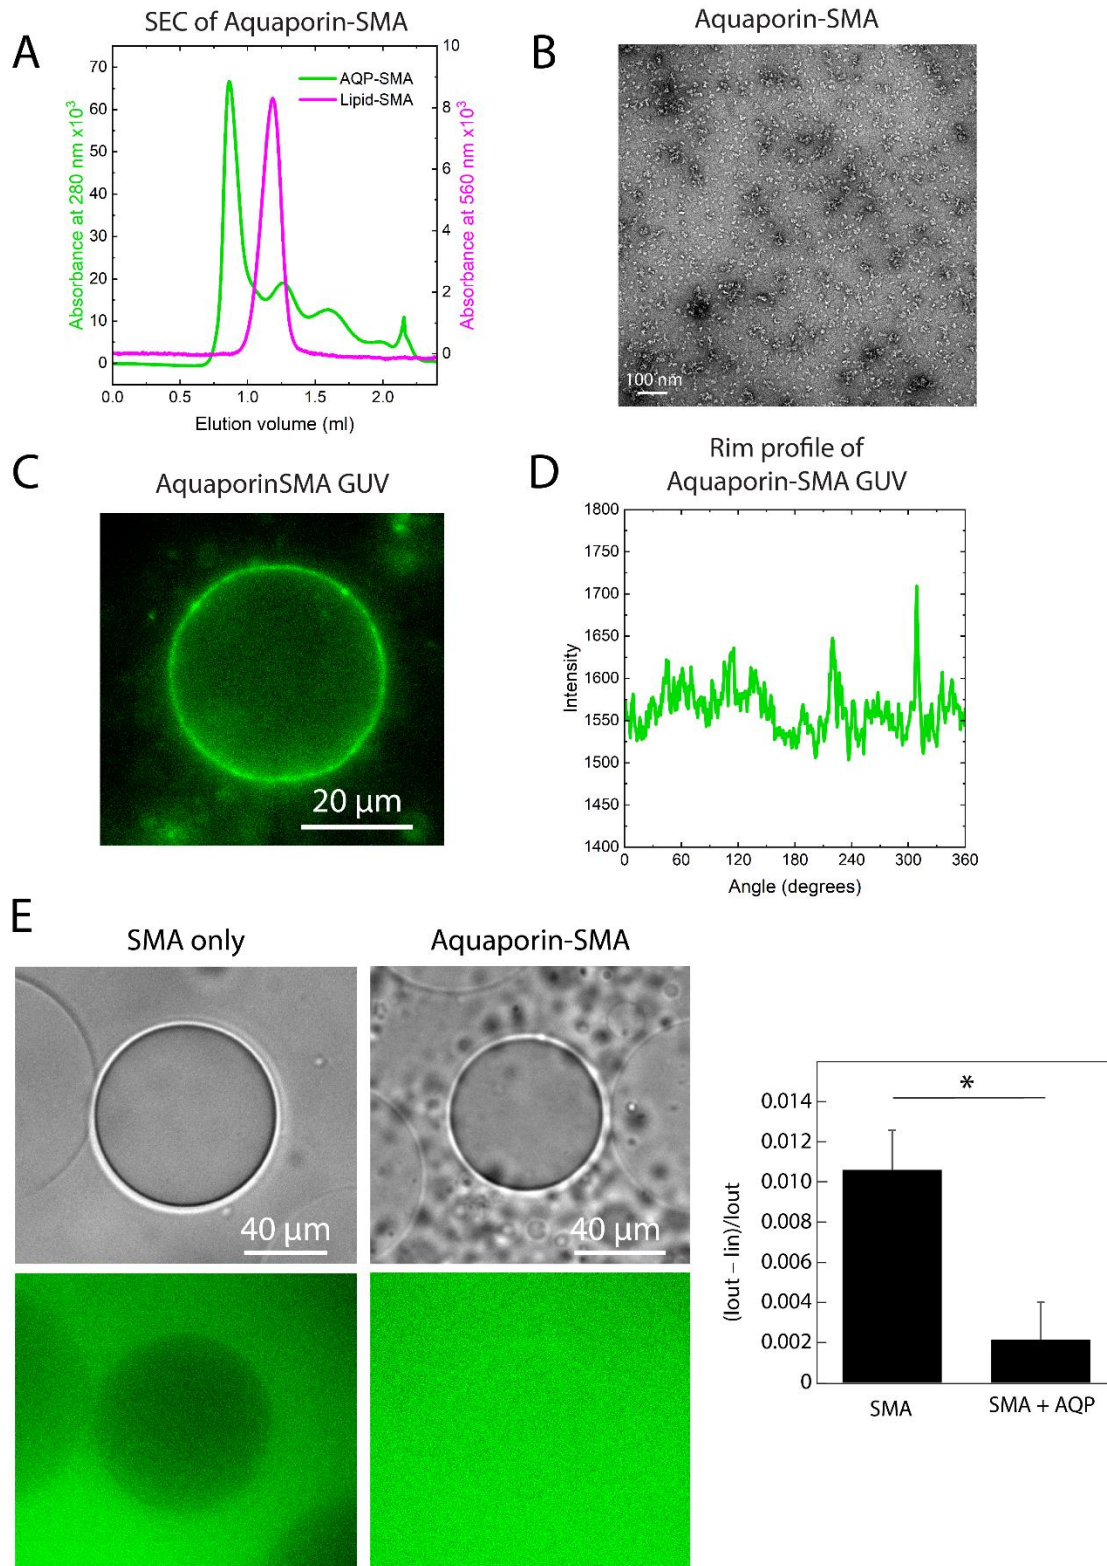 A
SEC of Aquaporin-SMA
Absorbance at 280 nm x10³
70
60
50
40
30
20
10
0
AQP-SMA
Lipid-SMA
10
8
6
4
2
0
Absorbance at 560 nm x10³
0.0 0.5 1.0 1.5 2.0
Elution volume (ml)
B
Aquaporin-SMA
100 nm
C
AquaporinSMA GUV
20 µm
D
Rim profile of
Aquaporin-SMA GUV
Intensity
1800
1750
1700
1650
1600
1550
1500
1450
1400
0 60 120 180 240 300 360
Angle (degrees)
E
SMA only
40 µm
Aquaporin-SMA
40 µm
(Iout – Iin)/Iout
0.014
0.012
0.010
0.008
0.006
0.004
0.002
0
*
SMA
SMA + AQP